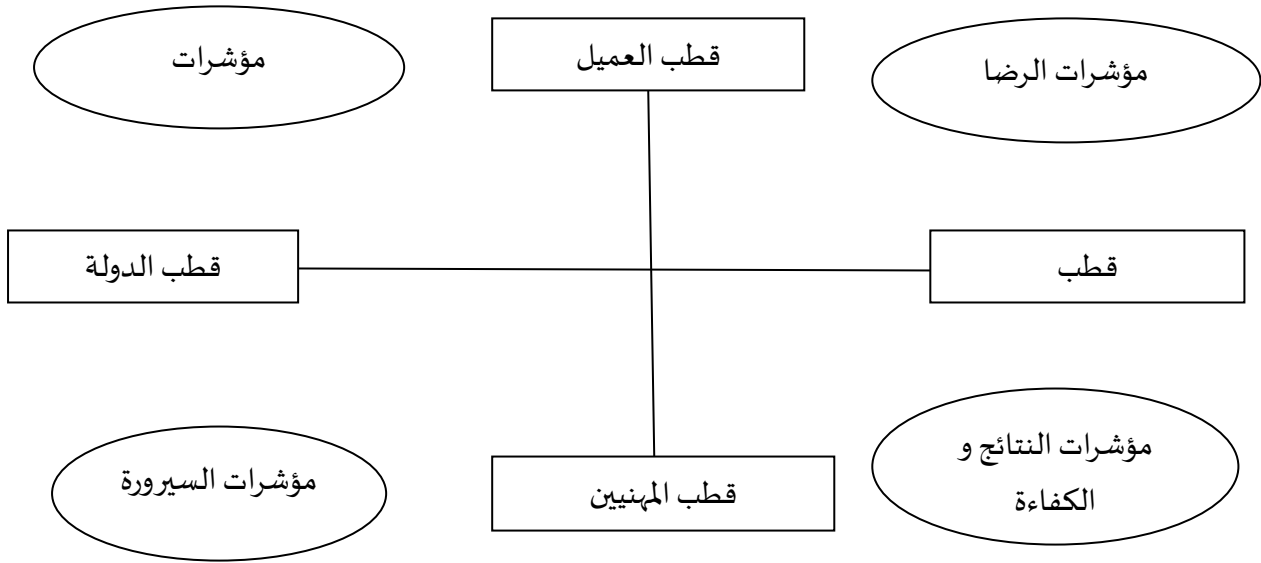 مؤشرات الرضا
قطب العميل
مؤشرات
قطب
قطب الدولة
مؤشرات النتائج و
الكفاءة
قطب المهنيين
مؤشرات السيرورة